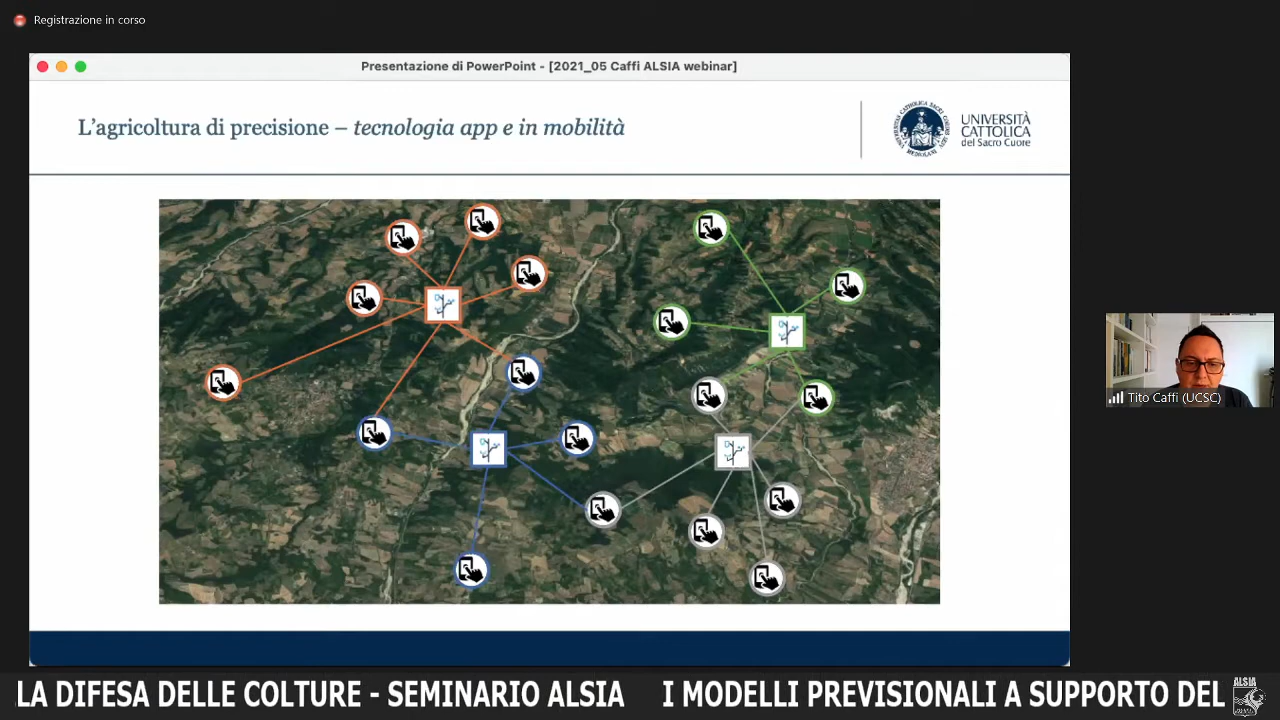 Registrazione in corso
Presentazione di PowerPoint - [2021_05 Caffi ALSIA webinar]
L’agricoltura di precisione – tecnologia app e in mobilità
UNIVERSITÀ
CATTOLICA
del Sacro Cuore
Tito Caffi (UCSC)
LA DIFESA DELLE COLTURE - SEMINARIO ALSIA I MODELLI PREVISIONALI A SUPPORTO DEL
ALSIA